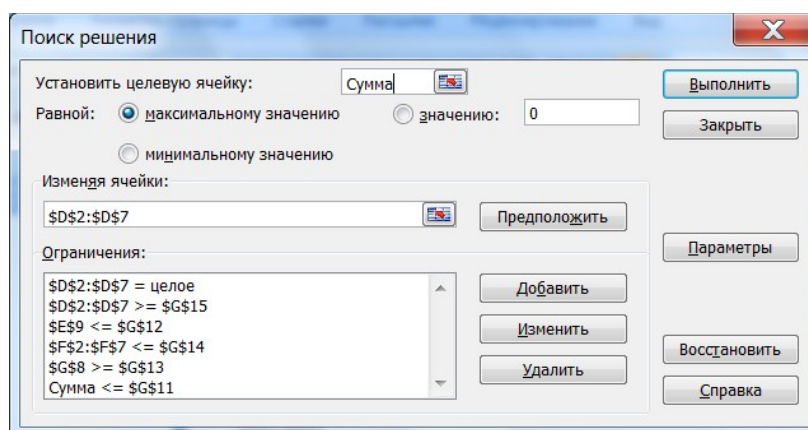 Поиск решения
Установить целевую ячейку: Сумма Выполнить
Равной: максимальному значению значению: 0 Закрыть
минимальному значению
Изменяя ячейки:
$D$2:$D$7 Предположить
Ограничения: Параметры
$D$2:$D$7 = целое Добавить
$D$2:$D$7 >= $G$15
$E$9 <= $G$12 Изменить
$F$2:$F$7 <= $G$14 Восстановить
$G$8 >= $G$13 Удалить
Сумма <= $G$11 Справка